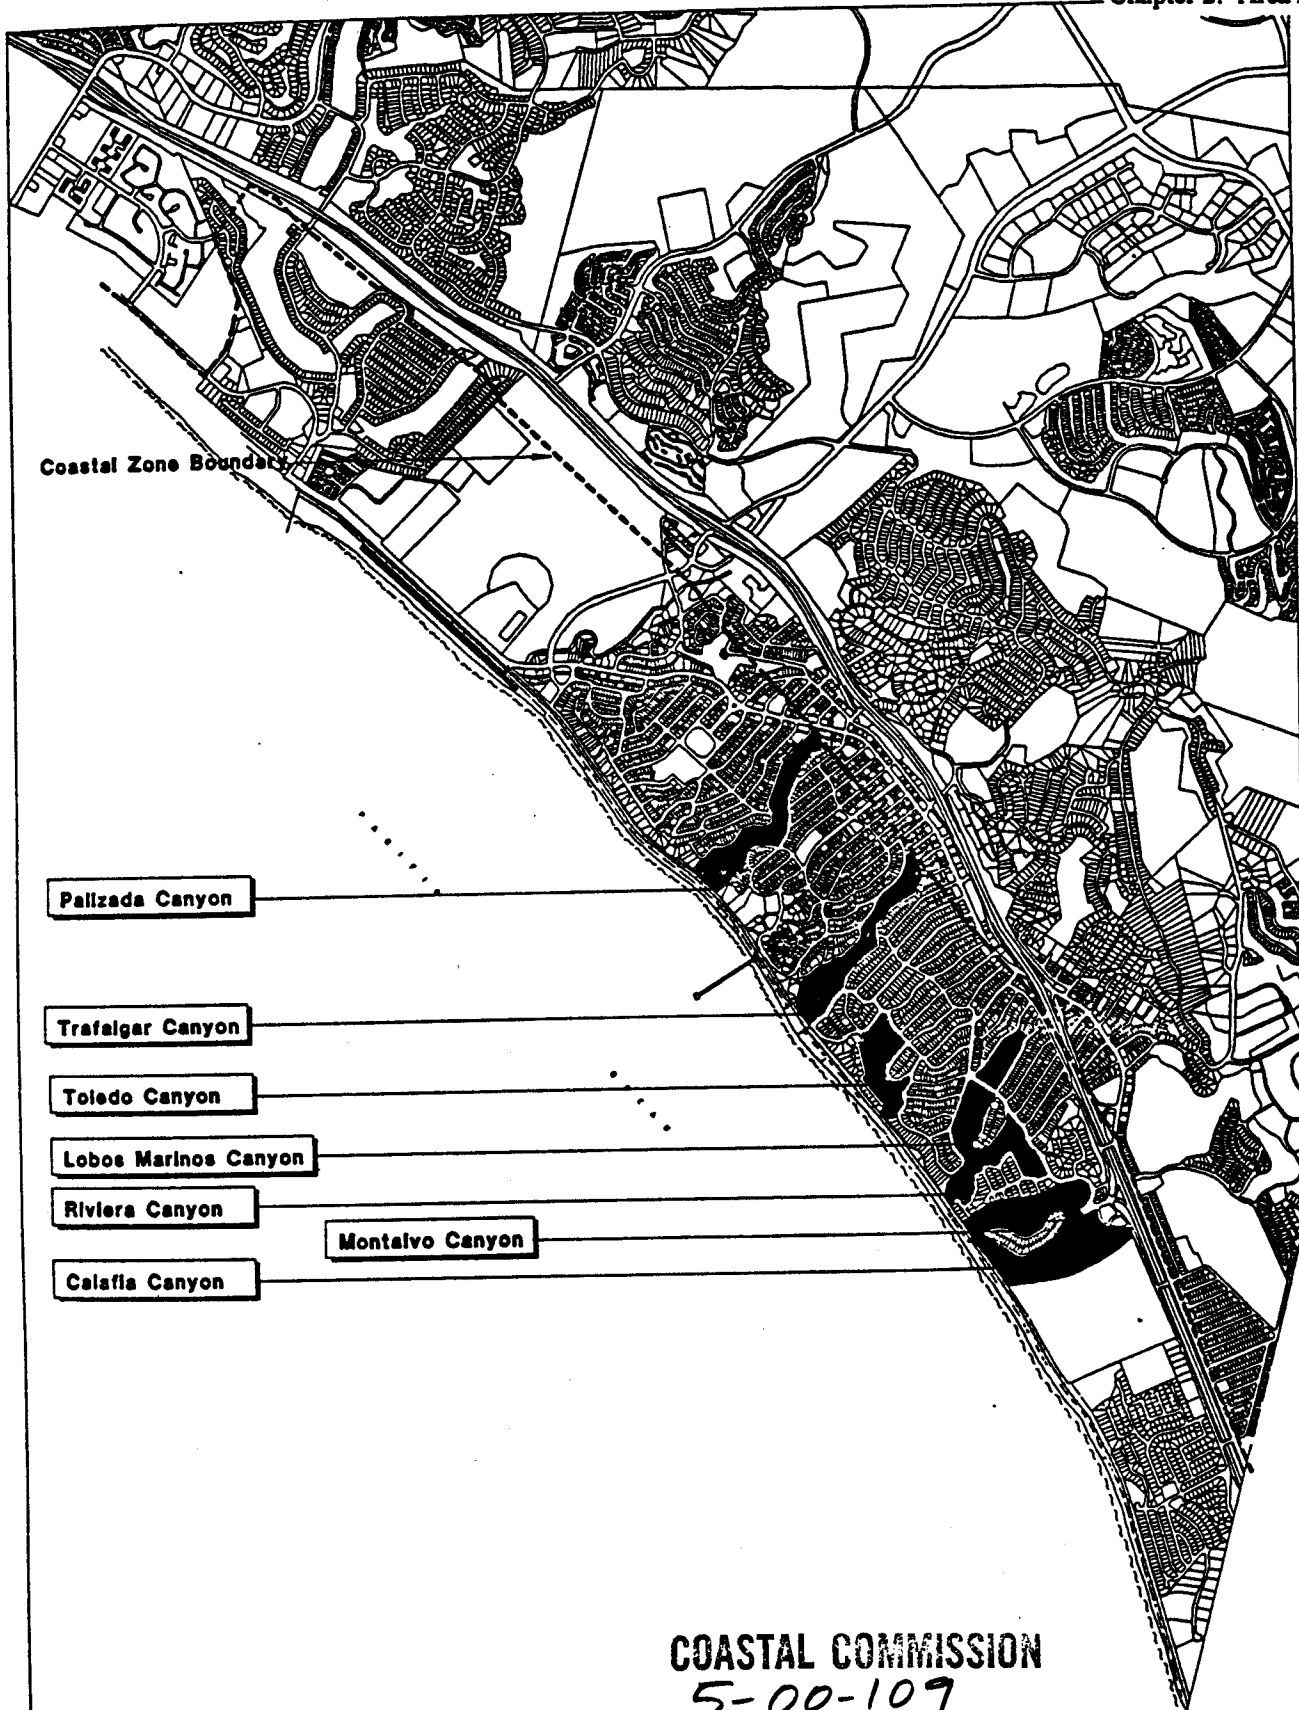 Coastal Zone Boundary
Palizada Canyon
Trafalgar Canyon
Toledo Canyon
Lobos Marinos Canyon
Riviera Canyon
Montalvo Canyon
Calafia Canyon
COASTAL COMMISSION
5-00-109